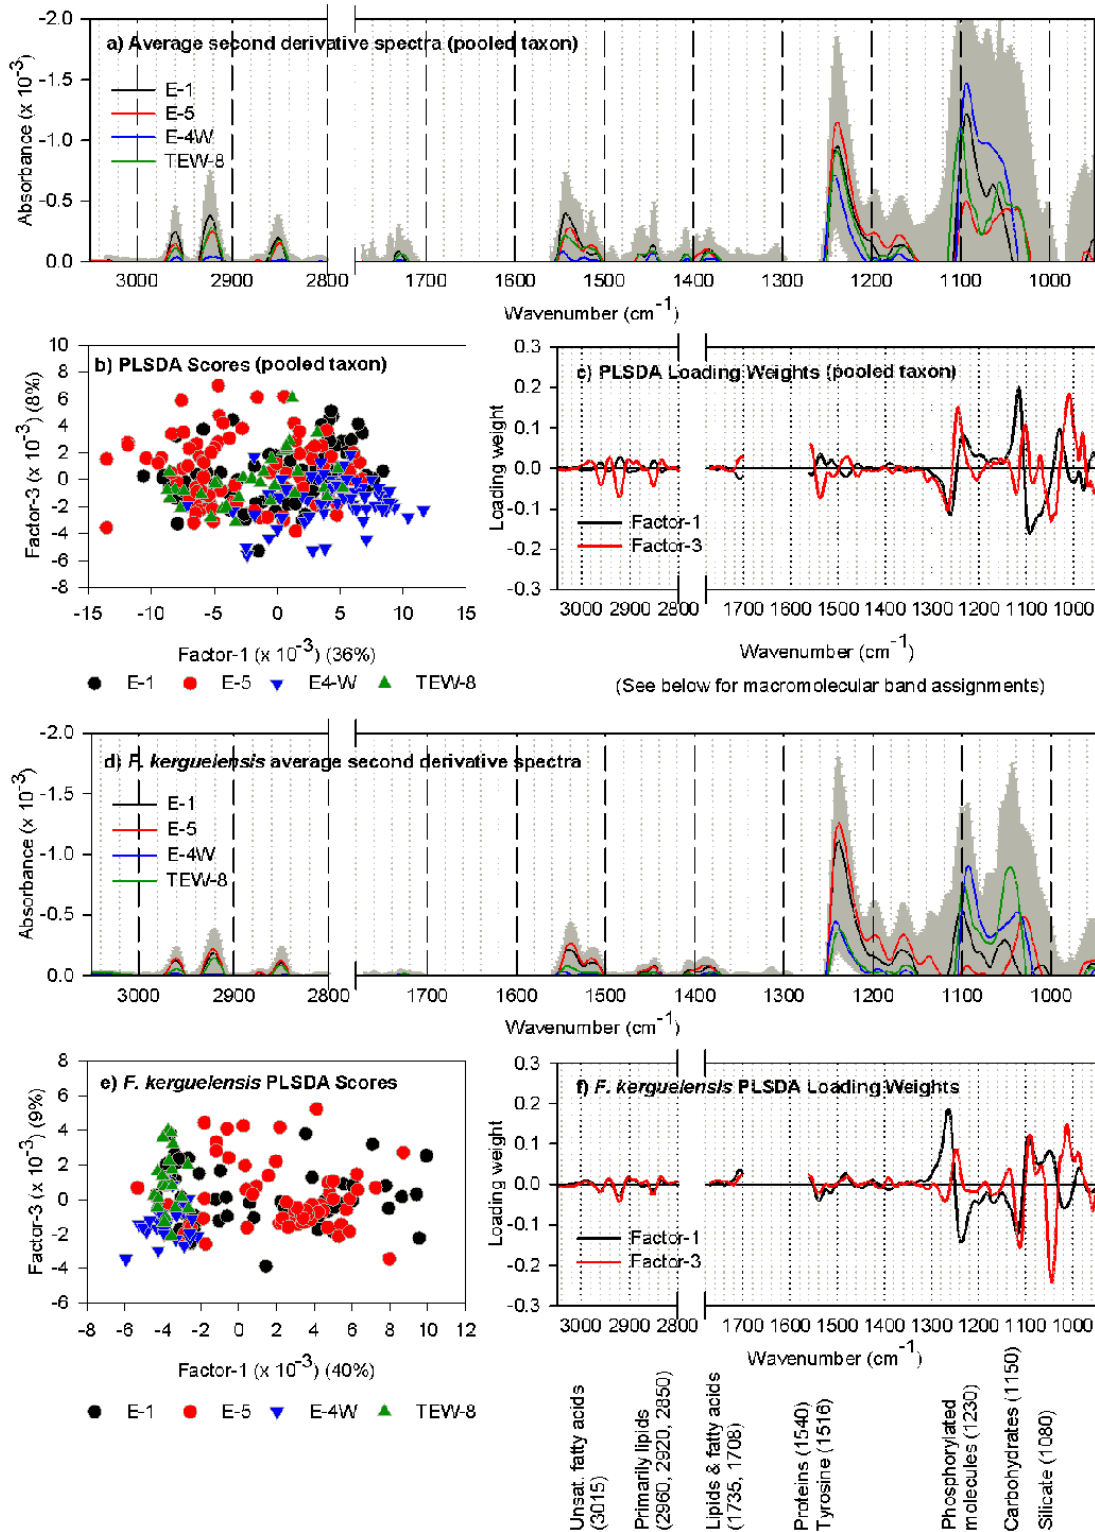 a) Average second derivative spectra (pooled taxon)
Absorbance (x 10-3)
-2.0
-1.5
-1.0
-0.5
0.0
E-1
E-5
E-4W
TEW-8
3000 2900 2800 1700 1600 1500 1400 1300 1200 1100 1000
Wavenumber (cm-1)
b) PLSDA Scores (pooled taxon)
Factor-3 (x 10-3) (8%)
10
8
6
4
2
0
-2
-4
-6
-8
-15 -10 -5 0 5 10 15
Factor-1 (x 10-3) (36%)
E-1 E-5 E4-W TEW-8
c) PLSDA Loading Weights (pooled taxon)
Loading weight
0.3
0.2
0.1
0.0
-0.1
-0.2
-0.3
Factor-1
Factor-3
3000 2900 2800 1700 1600 1500 1400 1300 1200 1100 1000
Wavenumber (cm-1)
(See below for macromolecular band assignments)
d) F. kerguelensis average second derivative spectra
Absorbance (x 10-3)
-2.0
-1.5
-1.0
-0.5
0.0
E-1
E-5
E-4W
TEW-8
3000 2900 2800 1700 1600 1500 1400 1300 1200 1100 1000
Wavenumber (cm-1)
e) F. kerguelensis PLSDA Scores
Factor-3 (x 10-3) (9%)
8
6
4
2
0
-2
-4
-6
-8 -6 -4 -2 0 2 4 6 8 10 12
Factor-1 (x 10-3) (40%)
E-1 E-5 E-4W TEW-8
f) F. kerguelensis PLSDA Loading Weights
Loading weight
0.3
0.2
0.1
0.0
-0.1
-0.2
-0.3
Factor-1
Factor-3
3000 2900 2800 1700 1600 1500 1400 1300 1200 1100 1000
Wavenumber (cm-1)
Unsat. fatty acids
(3015)
Primarily lipids
(2960, 2920, 2850)
Lipids & fatty acids
(1735, 1708)
Proteins (1540)
Tyrosine (1516)
Phosphorylated
molecules (1230)
Carbohydrates (1150)
Silicate (1080)